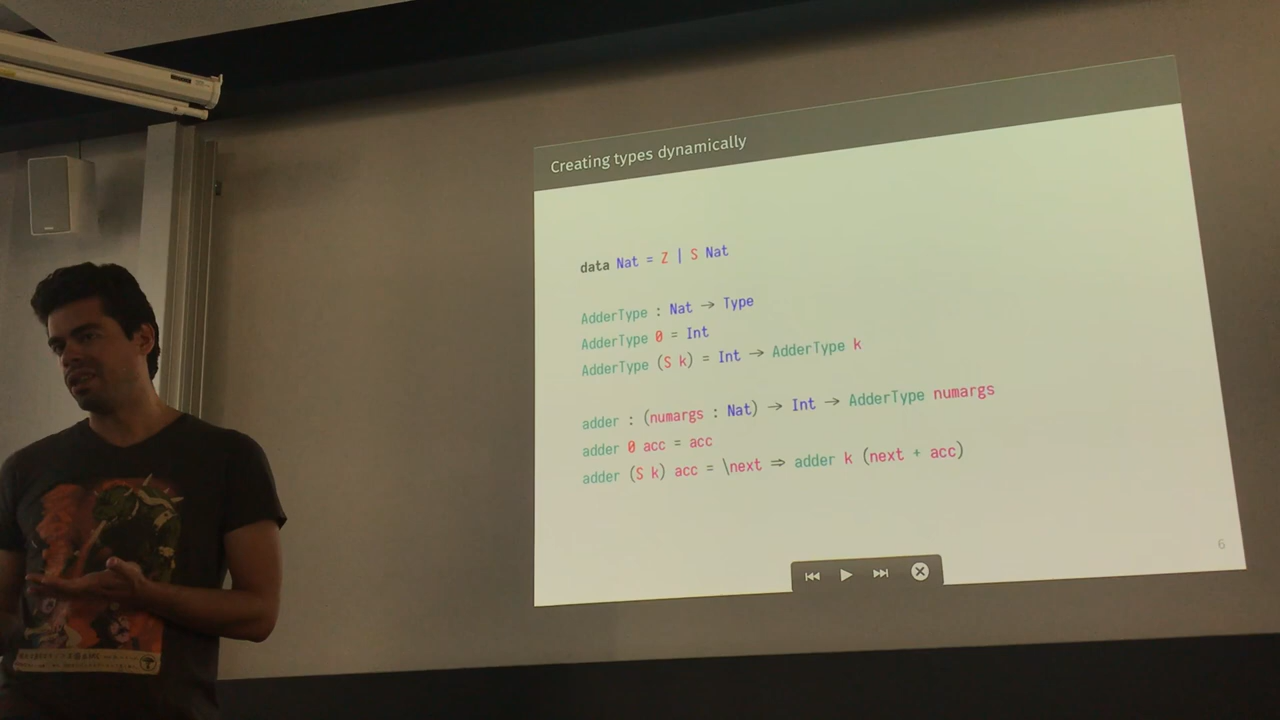 Creating types dynamically
data Nat = Z | S Nat
AdderType : Nat → Type
AdderType 0 = Int
AdderType (S k) = Int → AdderType k
adder : (numargs : Nat) → Int → AdderType numargs
adder 0 acc = acc
adder (S k) acc = \next ⇒ adder k (next + acc)
6